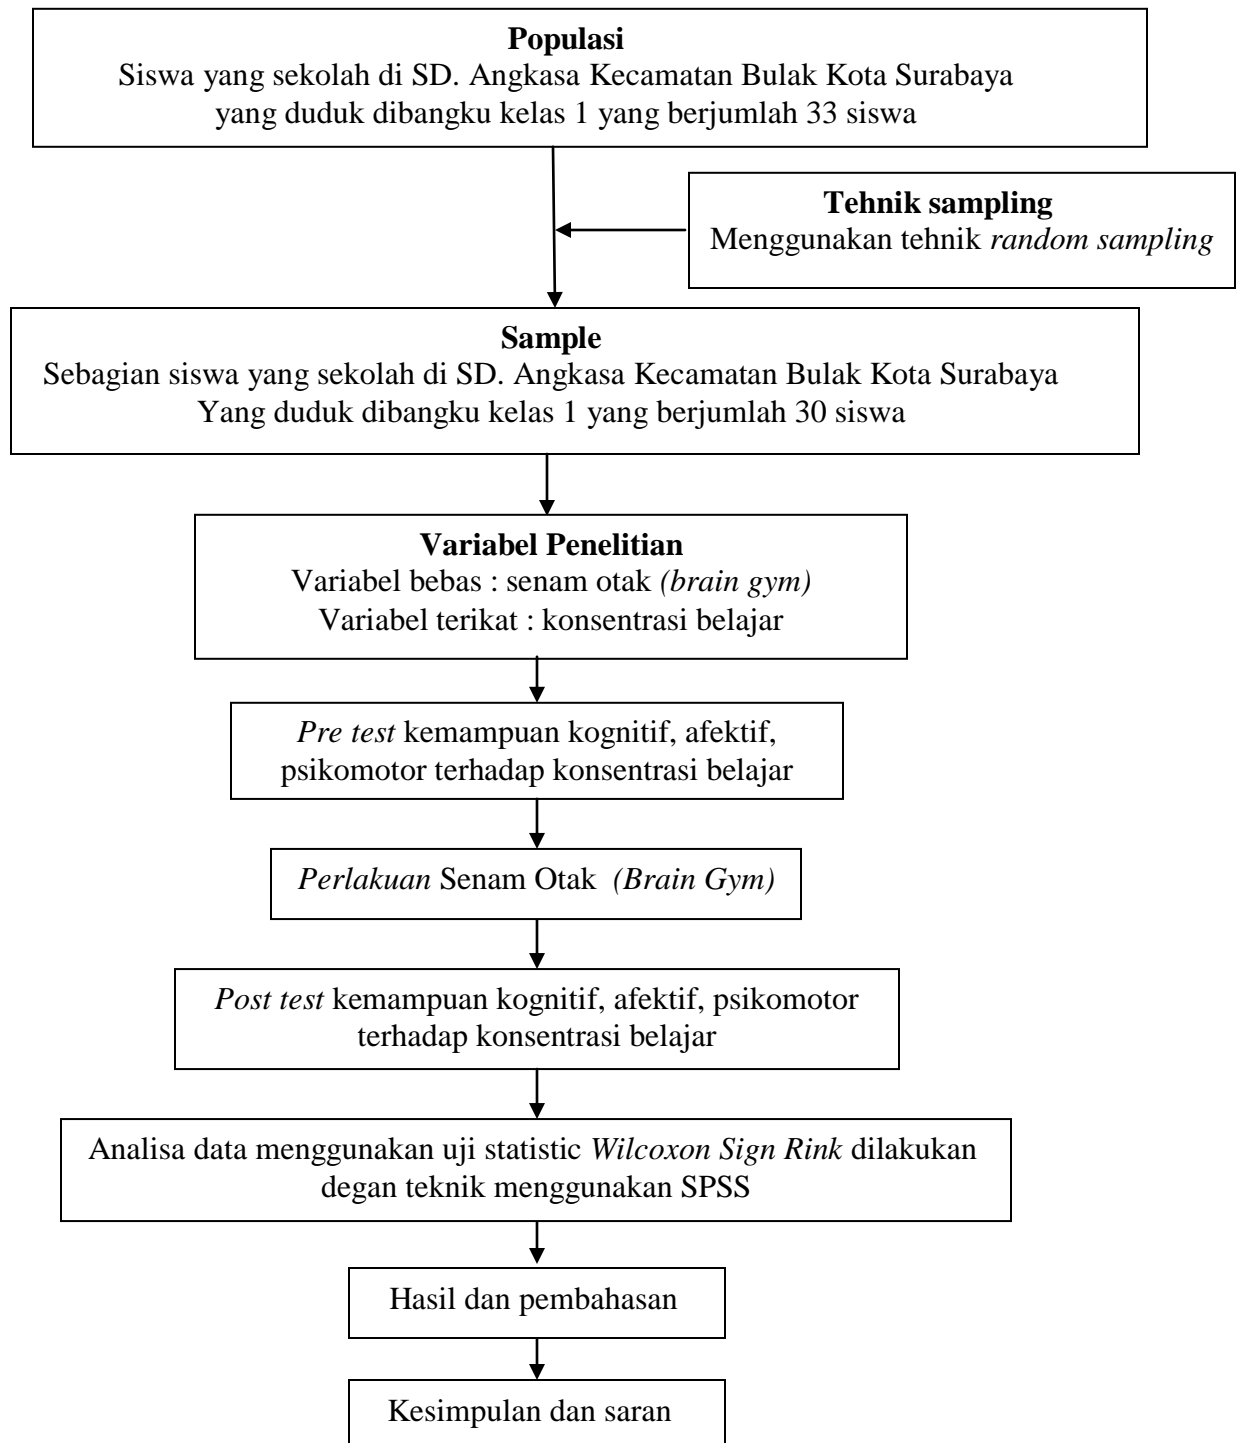 Populasi
Siswa yang sekolah di SD. Angkasa Kecamatan Bulak Kota Surabaya
yang duduk dibangku kelas 1 yang berjumlah 33 siswa
Tehnik sampling
Menggunakan tehnik random sampling
Sample
Sebagian siswa yang sekolah di SD. Angkasa Kecamatan Bulak Kota Surabaya
Yang duduk dibangku kelas 1 yang berjumlah 30 siswa
Variabel Penelitian
Variabel bebas : senam otak (brain gym)
Variabel terikat : konsentrasi belajar
Pre test kemampuan kognitif, afektif,
psikomotor terhadap konsentrasi belajar
Perlakuan Senam Otak (Brain Gym)
Post test kemampuan kognitif, afektif, psikomotor
terhadap konsentrasi belajar
Analisa data menggunakan uji statistic Wilcoxon Sign Rink dilakukan
degan teknik menggunakan SPSS
Hasil dan pembahasan
Kesimpulan dan saran